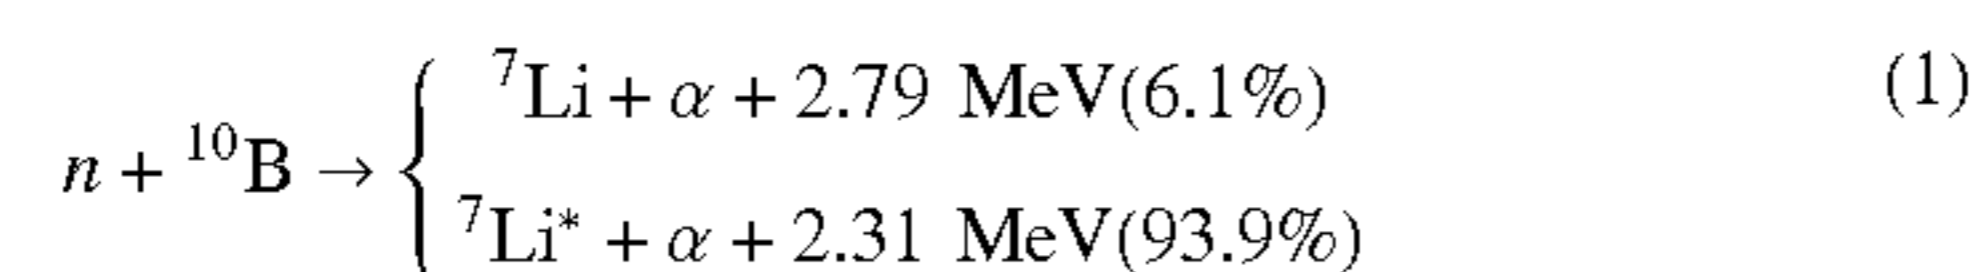 ⁷Li + α + 2.79 MeV(6.1%) (1)
n + ¹⁰B → {
⁷Li* + α + 2.31 MeV(93.9%)